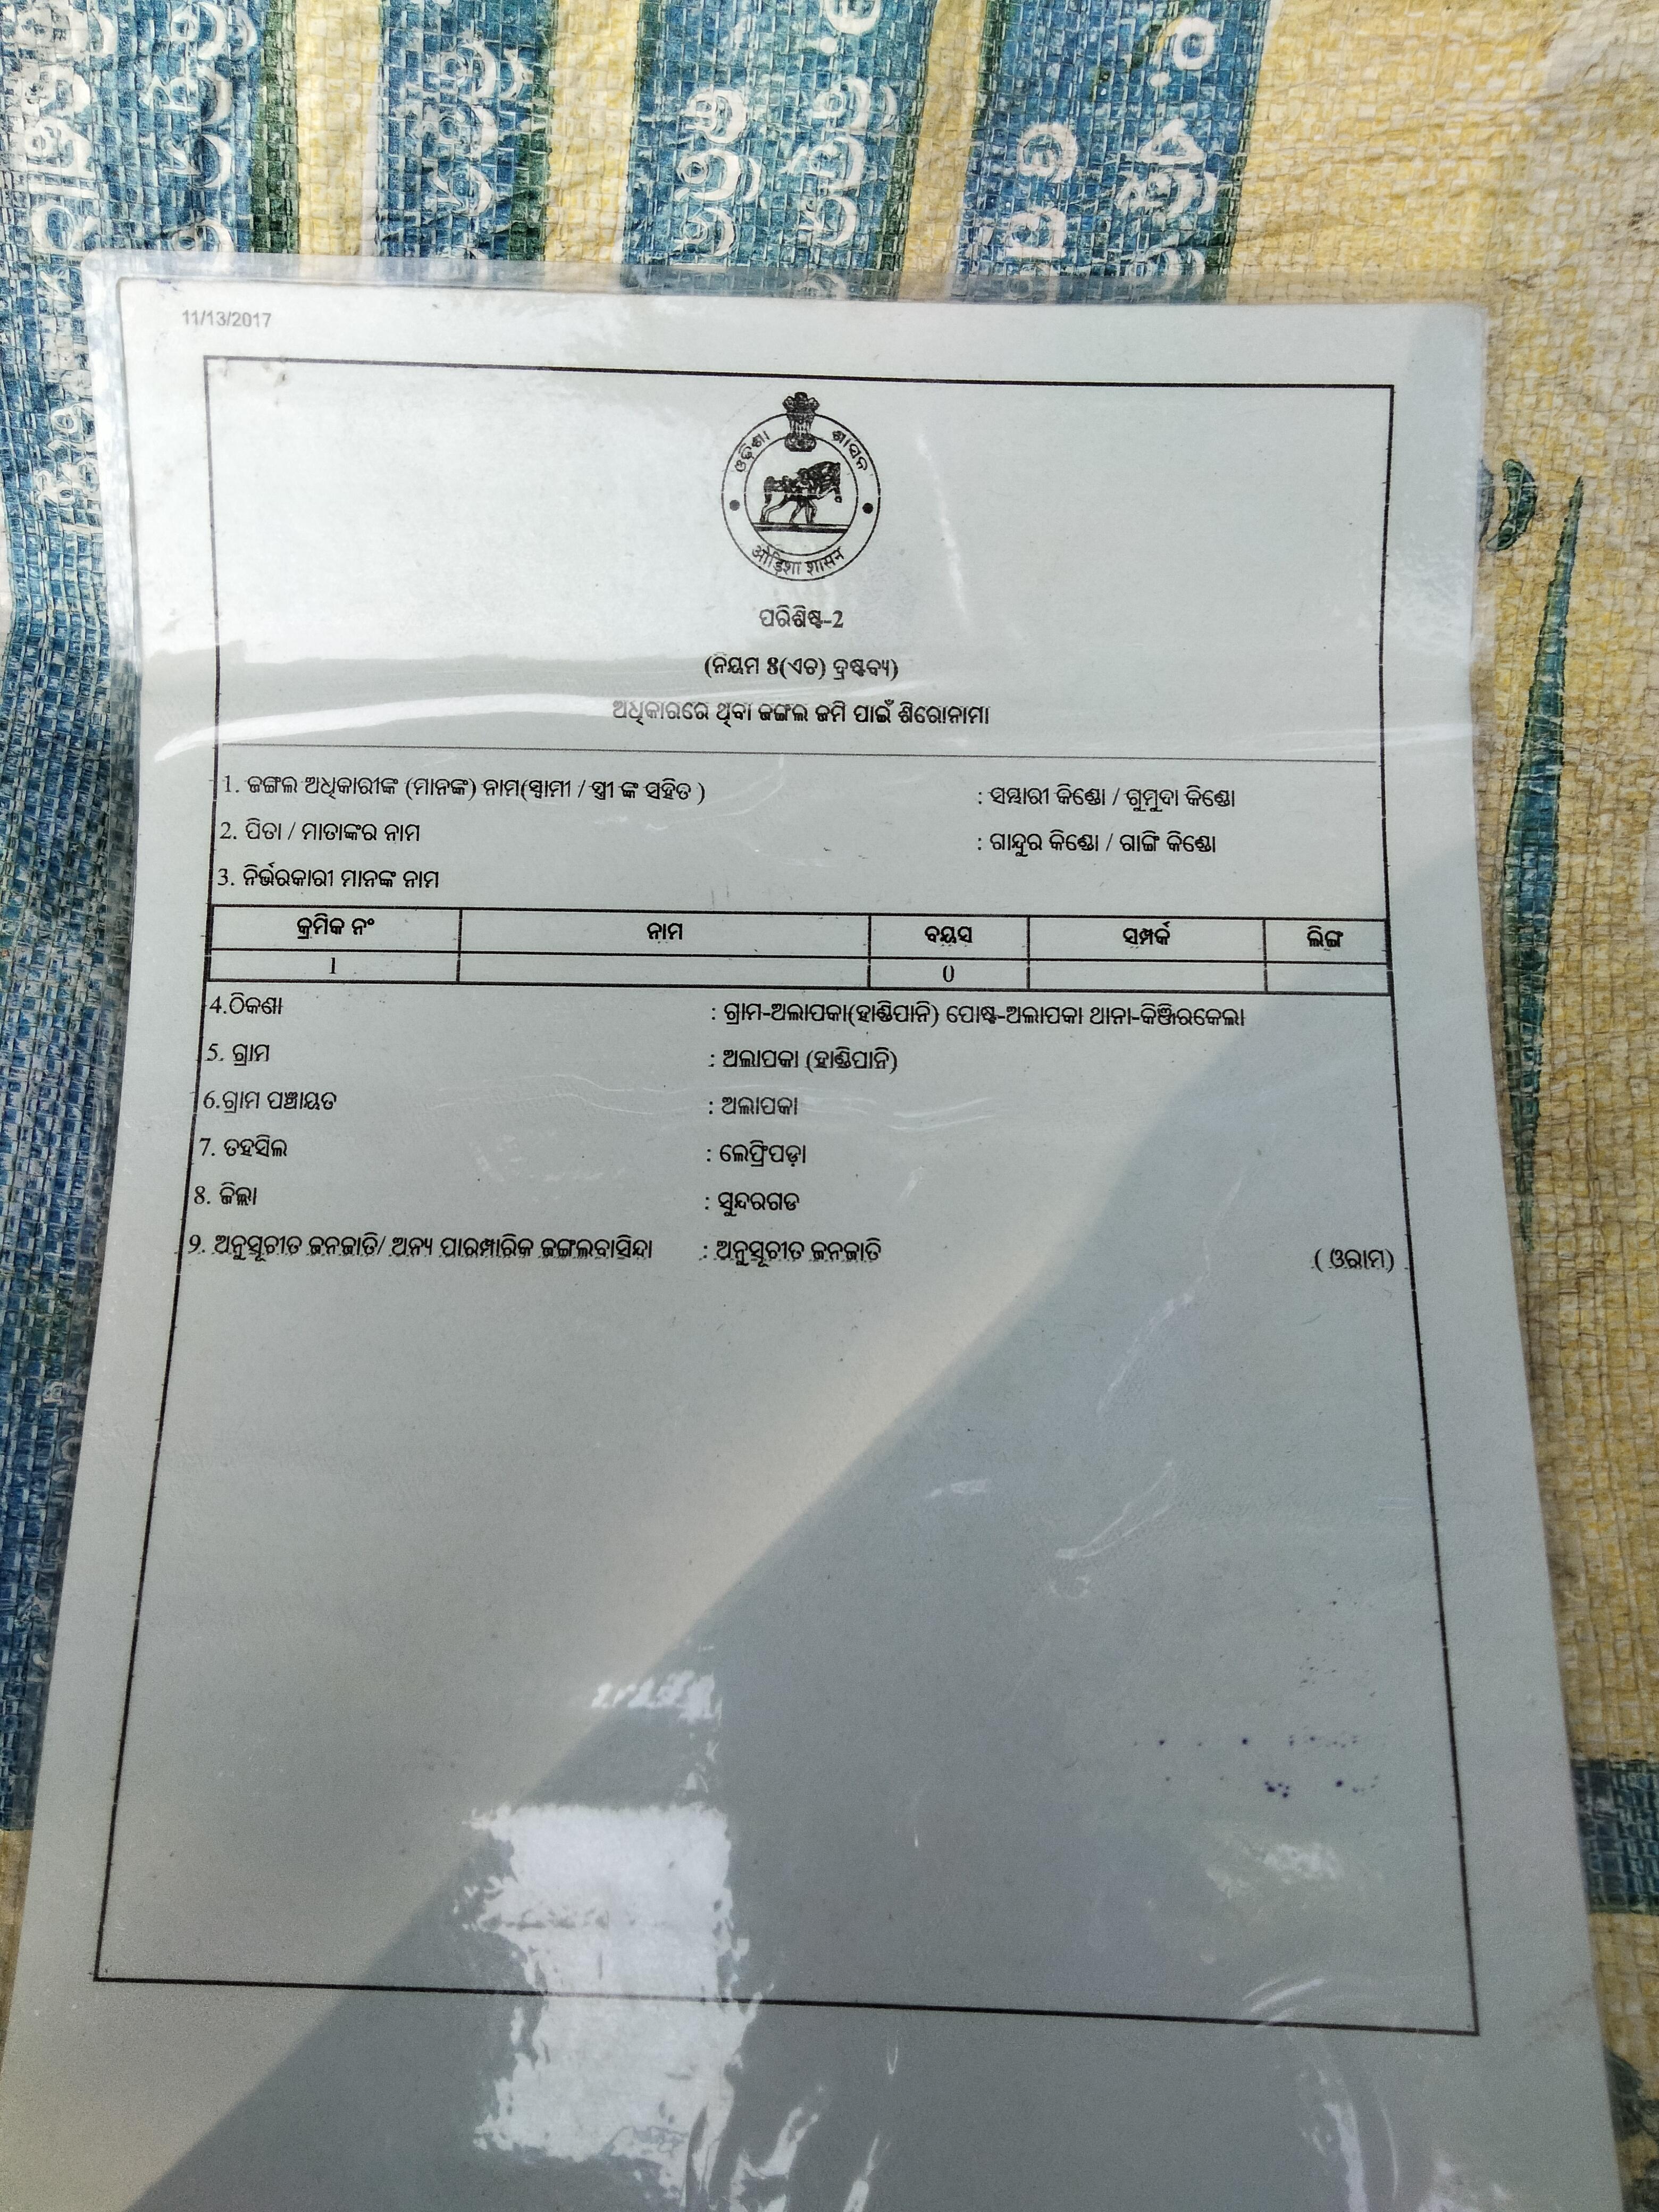 11/13/2017
ଓଡ଼ିଶା ଶାସନ
ओड़िशा शासन
ପରିଶିଷ୍ଟ-2
(ନିୟମ 8(ଏଚ) ଦ୍ରଷ୍ଟବ୍ୟ)
ଅଧିକାରରେ ଥିବା ଜଙ୍ଗଲ ଜମି ପାଇଁ ଶିରୋନାମା
1. ଜଙ୍ଗଲ ଅଧିକାରୀଙ୍କ (ମାନଙ୍କ) ନାମ(ସ୍ଵାମୀ / ସ୍ତ୍ରୀ ଙ୍କ ସହିତ ) : ସମ୍ଭାରୀ କିଣ୍ଡୋ / ଗୁମୁଦା କିଣ୍ଡୋ
2. ପିତା / ମାତାଙ୍କର ନାମ : ଗାନ୍ଦୁର କିଣ୍ଡୋ / ଗାଙ୍ଗି କିଣ୍ଡୋ
3. ନିର୍ଭରକାରୀ ମାନଙ୍କ ନାମ
କ୍ରମିକ ନଂ ନାମ ବୟସ ସମ୍ପର୍କ ଲିଙ୍ଗ
1 0
4.ଠିକଣା : ଗ୍ରାମ-ଅଲାପକା(ହାଣ୍ଡିପାନି) ପୋଷ୍ଟ-ଅଲାପକା ଥାନା-କିଞ୍ଜିରକେଲା
5. ଗ୍ରାମ : ଅଲାପକା (ହାଣ୍ଡିପାନି)
6.ଗ୍ରାମ ପଞ୍ଚାୟତ : ଅଲାପକା
7. ତହସିଲ : ଲେଫ୍ରିପଡ଼ା
8. ଜିଲ୍ଲା : ସୁନ୍ଦରଗଡ
9. ଅନୁସୂଚୀତ ଜନଜାତି/ ଅନ୍ୟ ପାରମ୍ପାରିକ ଜଙ୍ଗଲବାସିନ୍ଦା : ଅନୁସୂଚୀତ ଜନଜାତି ( ଓରାମ)